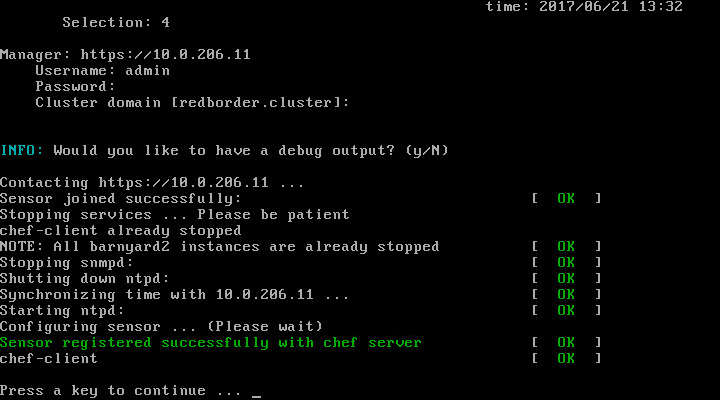 time: 2017/06/21 13:32
Selection: 4
Manager: https://10.0.206.11
Username: admin
Password:
Cluster domain [redborder.cluster]:
INFO: Would you like to have a debug output? (y/N)
Contacting https://10.0.206.11 ...
Sensor joined successfully: [ OK ]
Stopping services ... Please be patient
chef-client already stopped
NOTE: All barnyard2 instances are already stopped [ OK ]
Stopping snmpd: [ OK ]
Shutting down ntpd: [ OK ]
Synchronizing time with 10.0.206.11 ... [ OK ]
Starting ntpd: [ OK ]
Configuring sensor ... (Please wait)
Sensor registered successfully with chef server [ OK ]
chef-client [ OK ]
Press a key to continue ... _